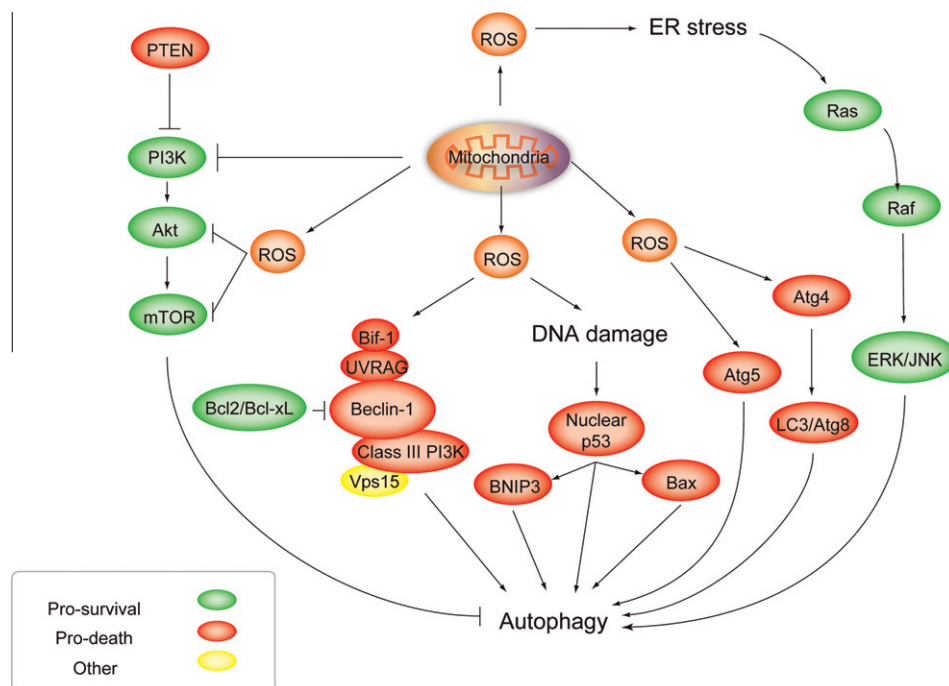 ROS
ER stress
PTEN
Ras
Mitochondria
PI3K
Raf
Akt
ROS
ROS
ROS
mTOR
Atg4
Bif-1
DNA damage
UVRAG
ERK/JNK
Atg5
Bcl2/Bcl-xL
Beclin-1
Nuclear
p53
LC3/Atg8
Class III PI3K
Vps15
BNIP3
Bax
Autophagy
Pro-survival
Pro-death
Other